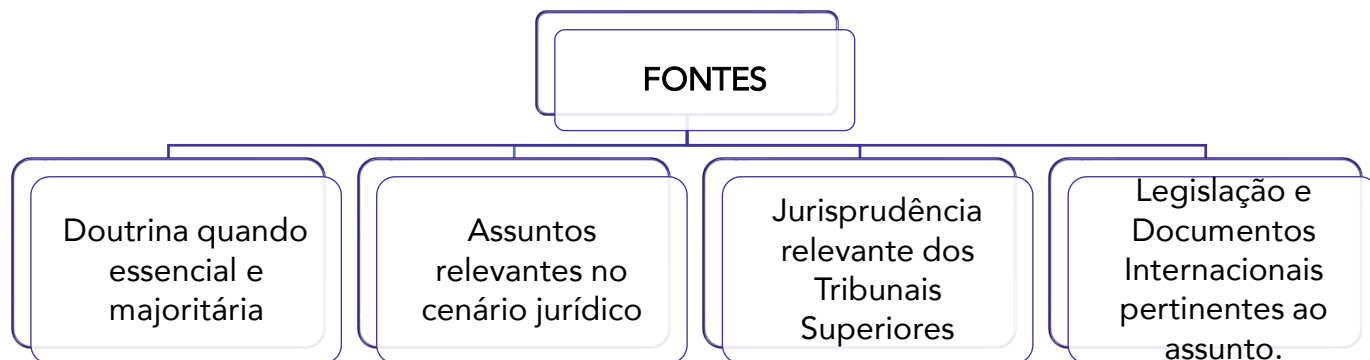 FONTES
Doutrina quando
essencial e
majoritária
Assuntos
relevantes no
cenário jurídico
Jurisprudência
relevante dos
Tribunais
Superiores
Legislação e
Documentos
Internacionais
pertinentes ao
assunto.